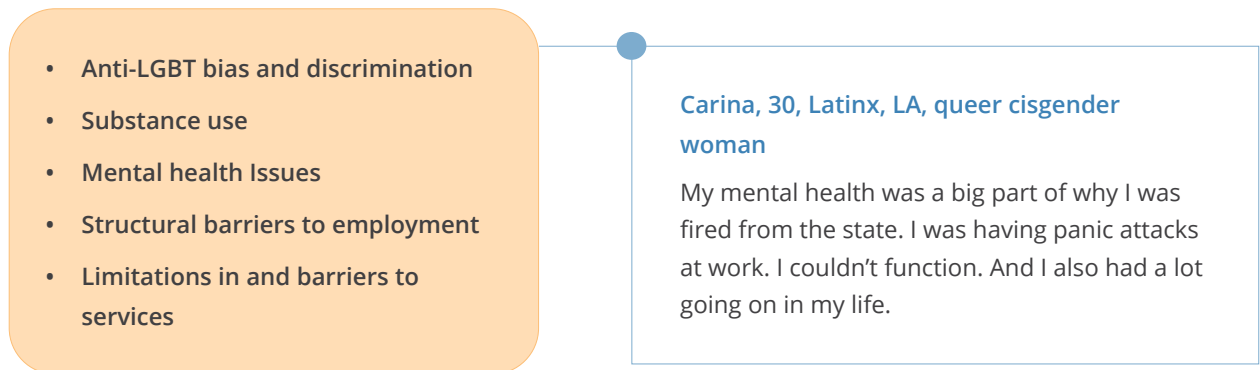 • Anti-LGBT bias and discrimination
• Substance use
• Mental health Issues
• Structural barriers to employment
• Limitations in and barriers to
services
Carina, 30, Latinx, LA, queer cisgender
woman
My mental health was a big part of why I was
fired from the state. I was having panic attacks
at work. I couldn’t function. And I also had a lot
going on in my life.